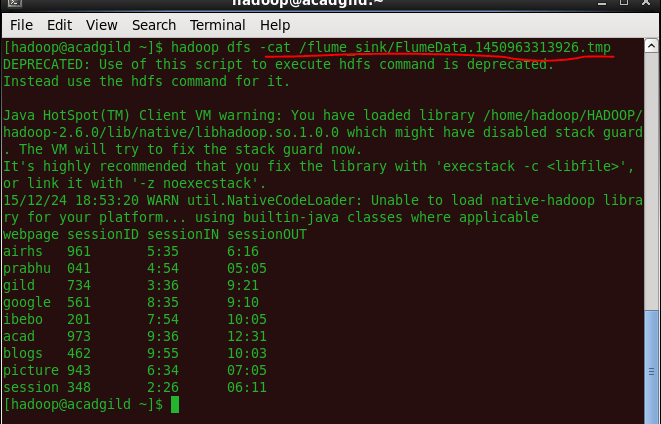 hadoop@acadgild:~
File Edit View Search Terminal Help
[hadoop@acadgild ~]$ hadoop dfs -cat /flume_sink/FlumeData.1450963313926.tmp
DEPRECATED: Use of this script to execute hdfs command is deprecated.
Instead use the hdfs command for it.
Java HotSpot(TM) Client VM warning: You have loaded library /home/hadoop/HADOOP/
hadoop-2.6.0/lib/native/libhadoop.so.1.0.0 which might have disabled stack guard
. The VM will try to fix the stack guard now.
It's highly recommended that you fix the library with 'execstack -c <libfile>',
or link it with '-z noexecstack'.
15/12/24 18:53:20 WARN util.NativeCodeLoader: Unable to load native-hadoop libra
ry for your platform... using builtin-java classes where applicable
webpage sessionID sessionIN sessionOUT
airhs 961 5:35 6:16
prabhu 041 4:54 05:05
gild 734 3:36 9:21
google 561 8:35 9:10
ibebo 201 7:54 10:05
acad 973 9:36 12:31
blogs 462 9:55 10:03
picture 943 6:34 07:05
session 348 2:26 06:11
[hadoop@acadgild ~]$